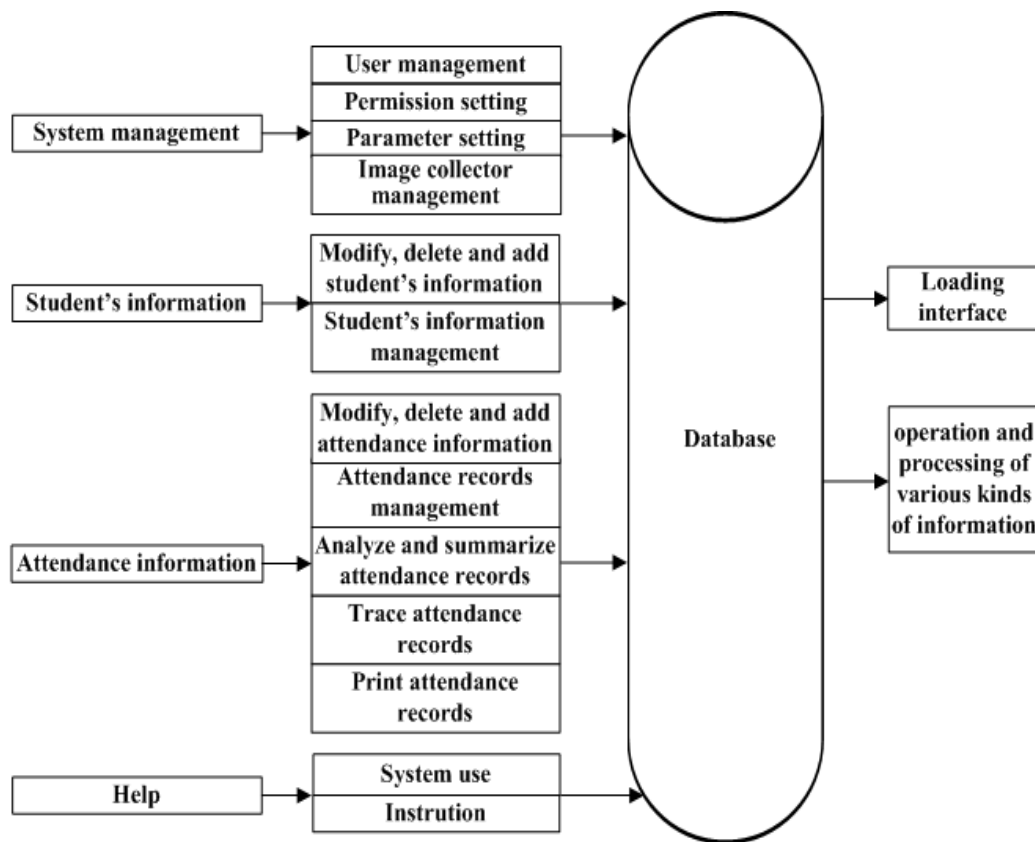 System management
User management
Permission setting
Parameter setting
Image collector
management
Student's information
Modify, delete and add
student's information
Student's information
management
Attendance information
Modify, delete and add
attendance information
Attendance records
management
Analyze and summarize
attendance records
Trace attendance
records
Print attendance
records
Help
System use
Instrution
Database
Loading
interface
operation and
processing of
various kinds
of information